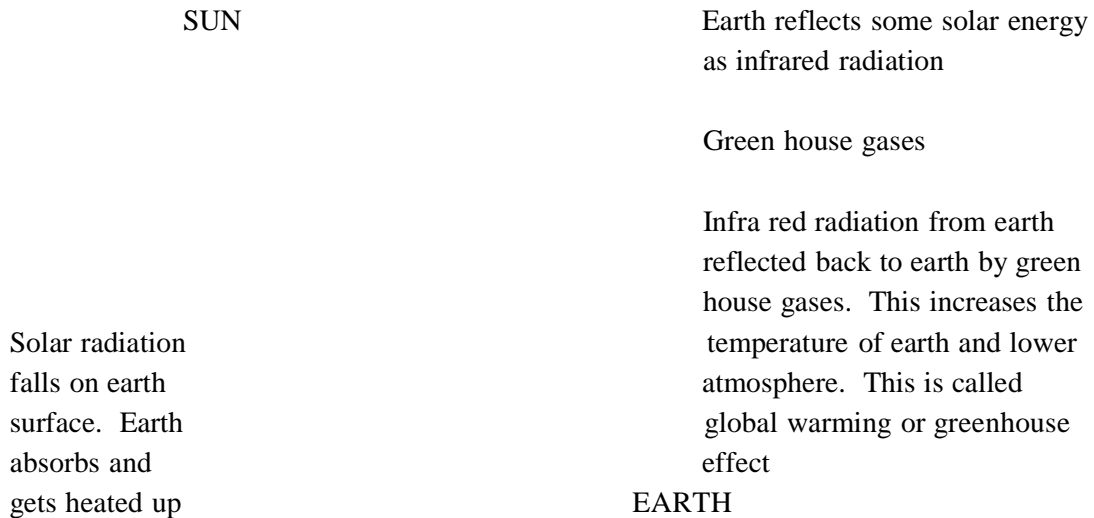 SUN
Earth reflects some solar energy
as infrared radiation
Green house gases
Infra red radiation from earth
reflected back to earth by green
house gases. This increases the
temperature of earth and lower
atmosphere. This is called
global warming or greenhouse
effect
Solar radiation
falls on earth
surface. Earth
absorbs and
gets heated up
EARTH